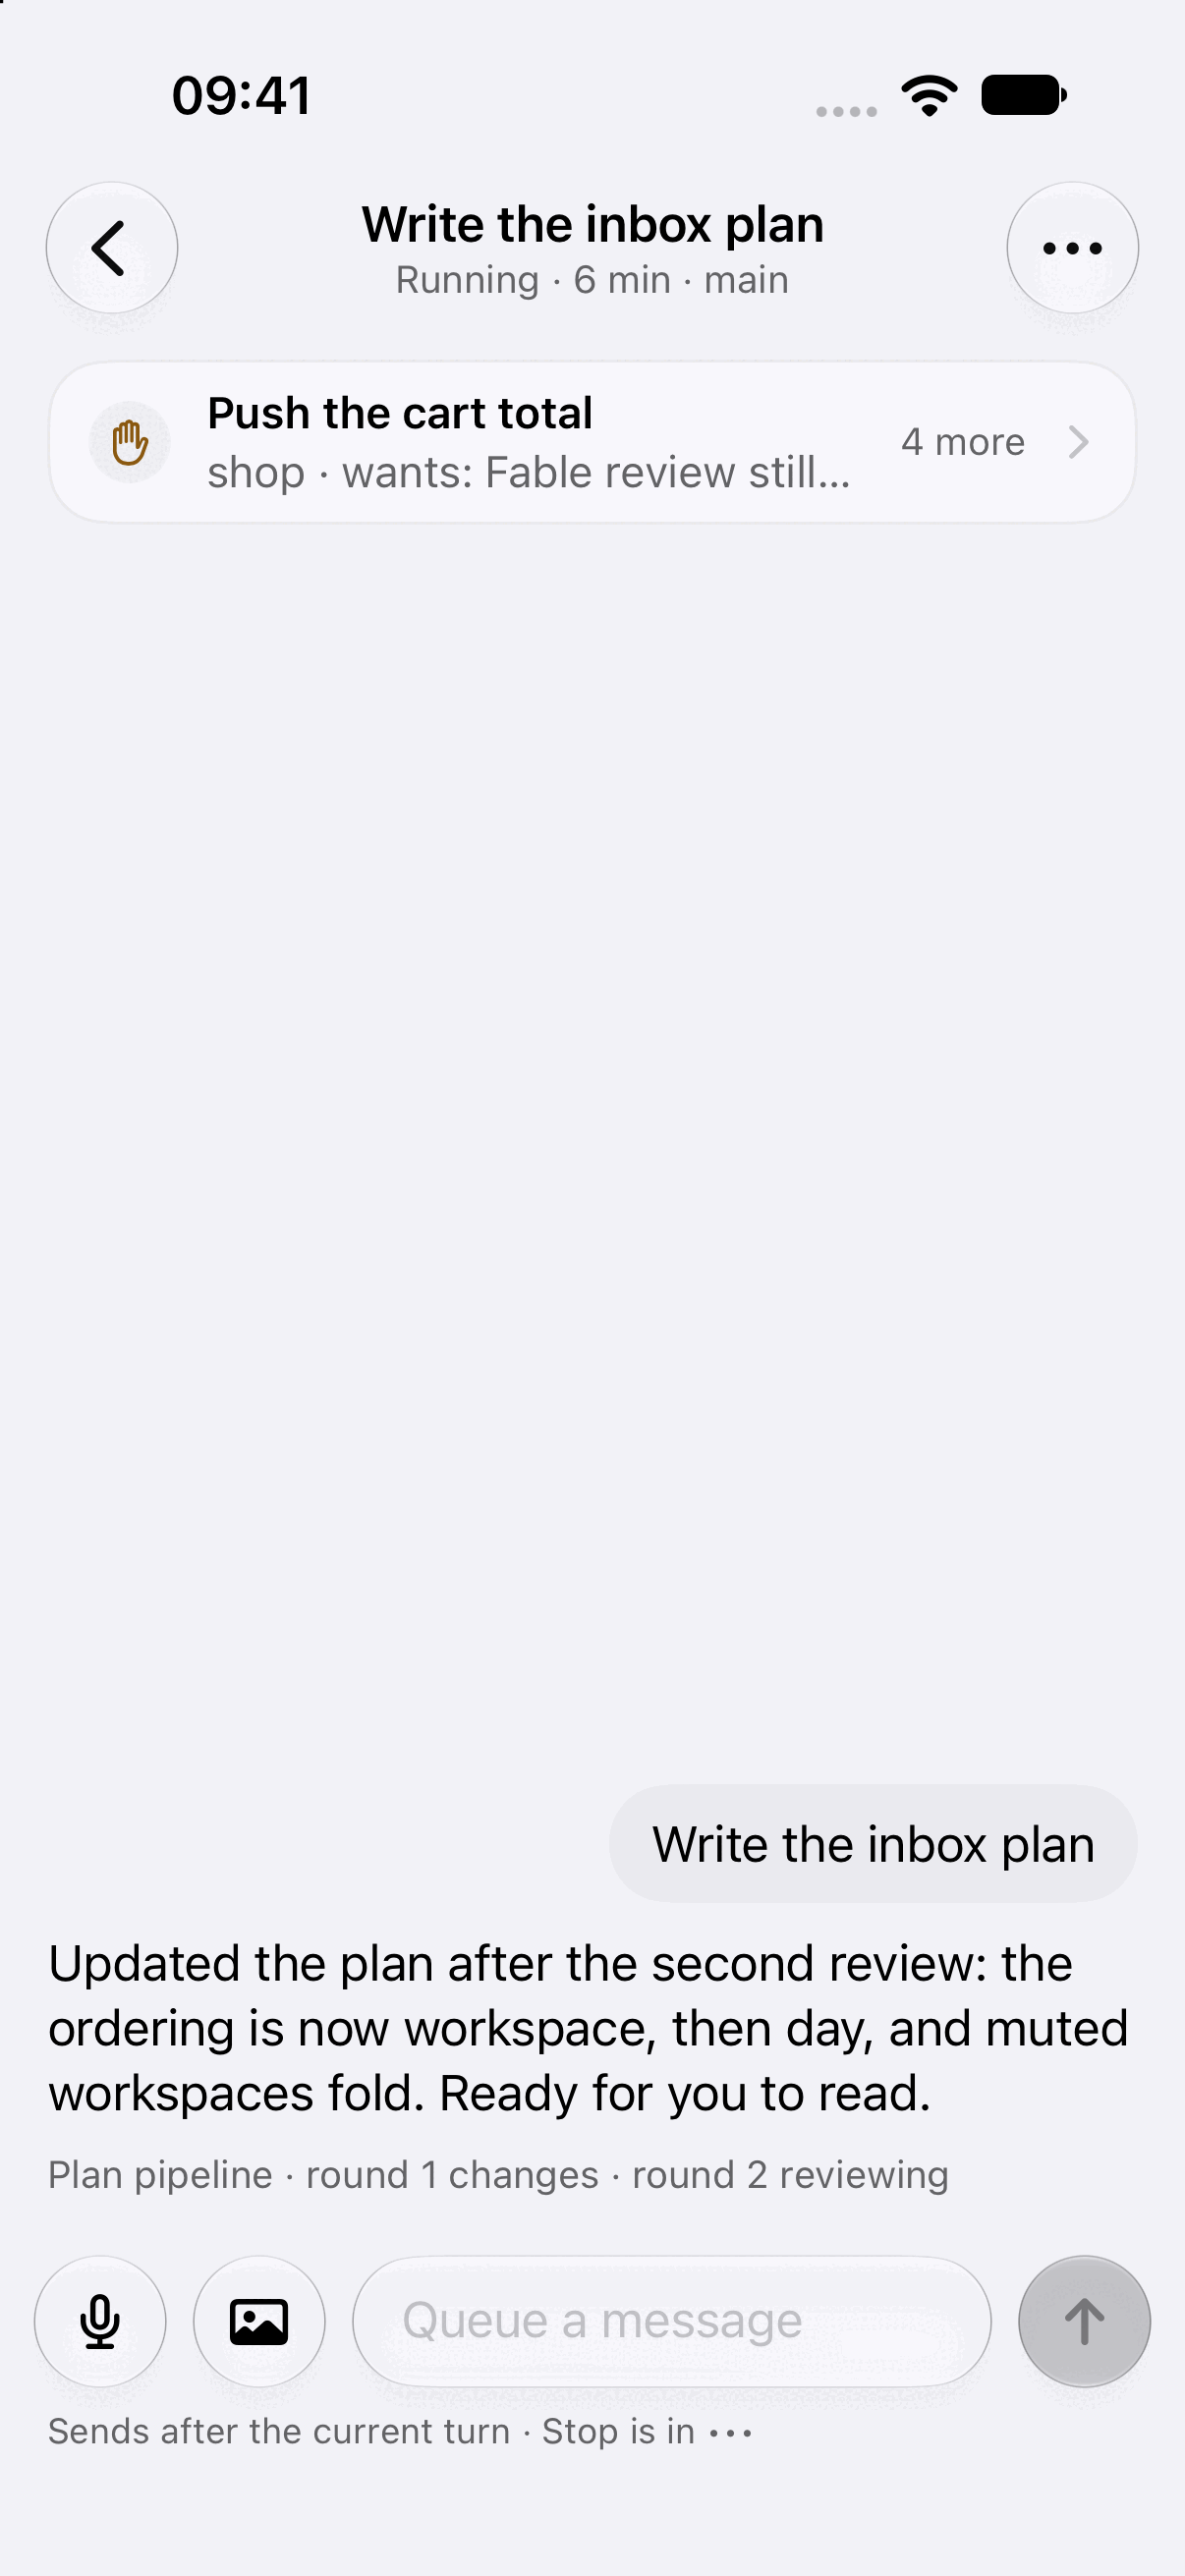 09:41
Write the inbox plan
Running · 6 min · main
Push the cart total
shop · wants: Fable review still...
4 more
Write the inbox plan
Updated the plan after the second review: the
ordering is now workspace, then day, and muted
workspaces fold. Ready for you to read.
Plan pipeline · round 1 changes · round 2 reviewing
Queue a message
Sends after the current turn · Stop is in •••